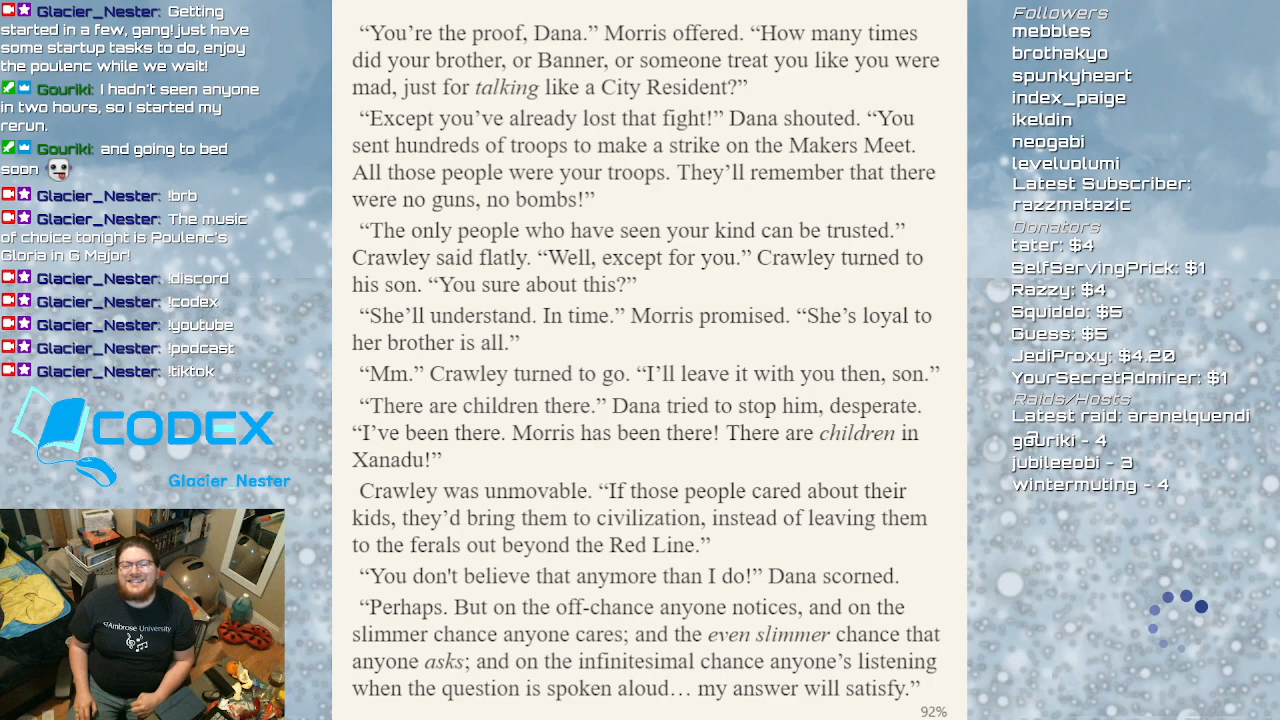 Glacier_Nester: Getting
started in a few, gang! just have
some startup tasks to do, enjoy
the poulenc while we wait!
Gouriki: I hadn't seen anyone
in two hours, so I started my
rerun.
Gouriki: and going to bed
soon
Glacier_Nester: !brb
Glacier_Nester: The music
of choice tonight is Poulenc's
Gloria in G Major!
Glacier_Nester: !discord
Glacier_Nester: !codex
Glacier_Nester: !youtube
Glacier_Nester: !podcast
Glacier_Nester: !tiktok
CODEX
Glacier_Nester
St Ambrose University
“You’re the proof, Dana.” Morris offered. “How many times
did your brother, or Banner, or someone treat you like you were
mad, just for talking like a City Resident?”
“Except you’ve already lost that fight!” Dana shouted. “You
sent hundreds of troops to make a strike on the Makers Meet.
All those people were your troops. They’ll remember that there
were no guns, no bombs!”
“The only people who have seen your kind can be trusted.”
Crawley said flatly. “Well, except for you.” Crawley turned to
his son. “You sure about this?”
“She’ll understand. In time.” Morris promised. “She’s loyal to
her brother is all.”
“Mm.” Crawley turned to go. “I’ll leave it with you then, son.”
“There are children there.” Dana tried to stop him, desperate.
“I’ve been there. Morris has been there! There are children in
Xanadu!”
Crawley was unmovable. “If those people cared about their
kids, they’d bring them to civilization, instead of leaving them
to the ferals out beyond the Red Line.”
“You don't believe that anymore than I do!” Dana scorned.
“Perhaps. But on the off-chance anyone notices, and on the
slimmer chance anyone cares; and the even slimmer chance that
anyone asks; and on the infinitesimal chance anyone’s listening
when the question is spoken aloud… my answer will satisfy.”
92%
Followers
mebbles
brothakyo
spunkyheart
index_paige
ikeldin
neogabi
leveluolumi
Latest Subscriber:
razzmatazic
Donators
tater: $4
SelfServingPrick: $1
Razzy: $4
Squiddo: $5
Guess: $5
JediProxy: $4.20
YourSecretAdmirer: $1
Raids/Hosts
Latest raid: aranelquendi
gouriki - 4
jubileeobi - 3
wintermuting - 4